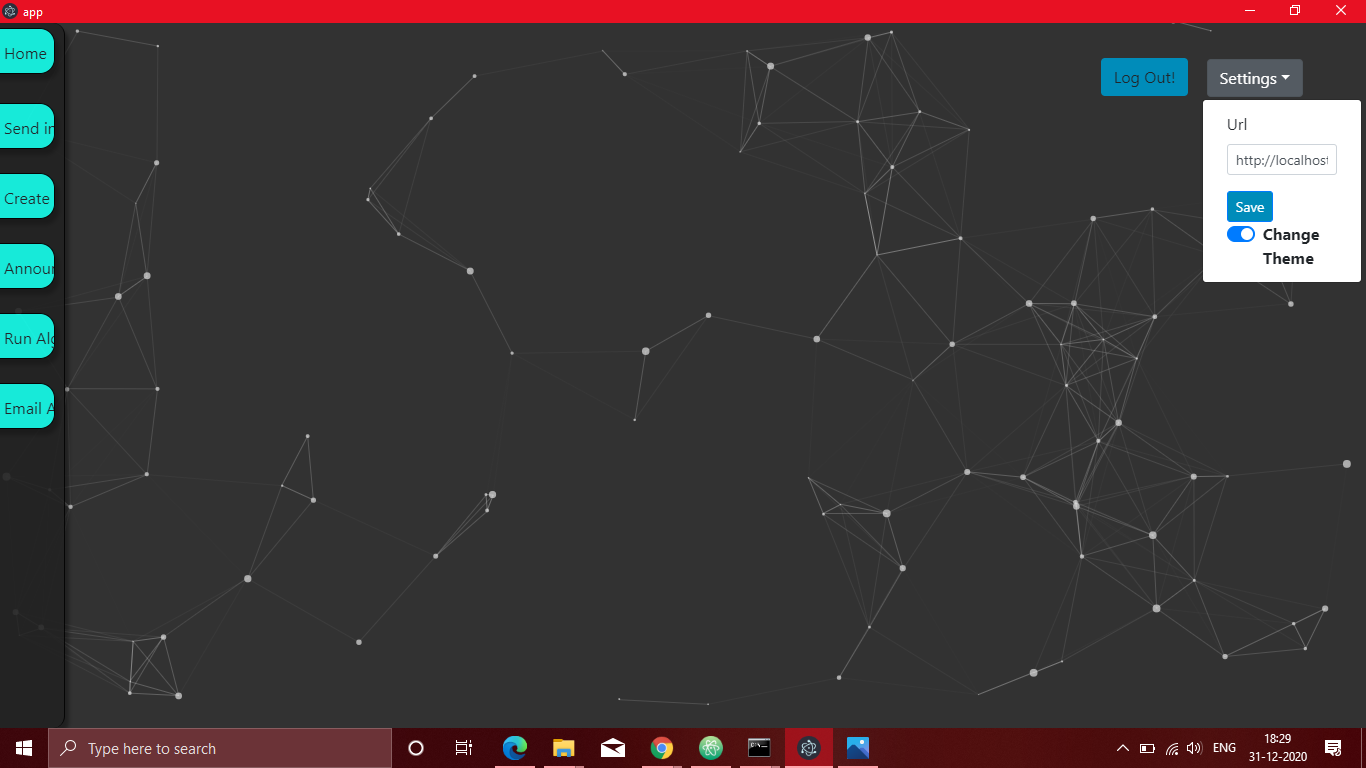 app
Home
Send in
Create
Announ
Run Alg
Email A
Log Out!
Settings
Url
http://localhost
Save
Change
Theme
Type here to search
ENG
18:29
31-12-2020